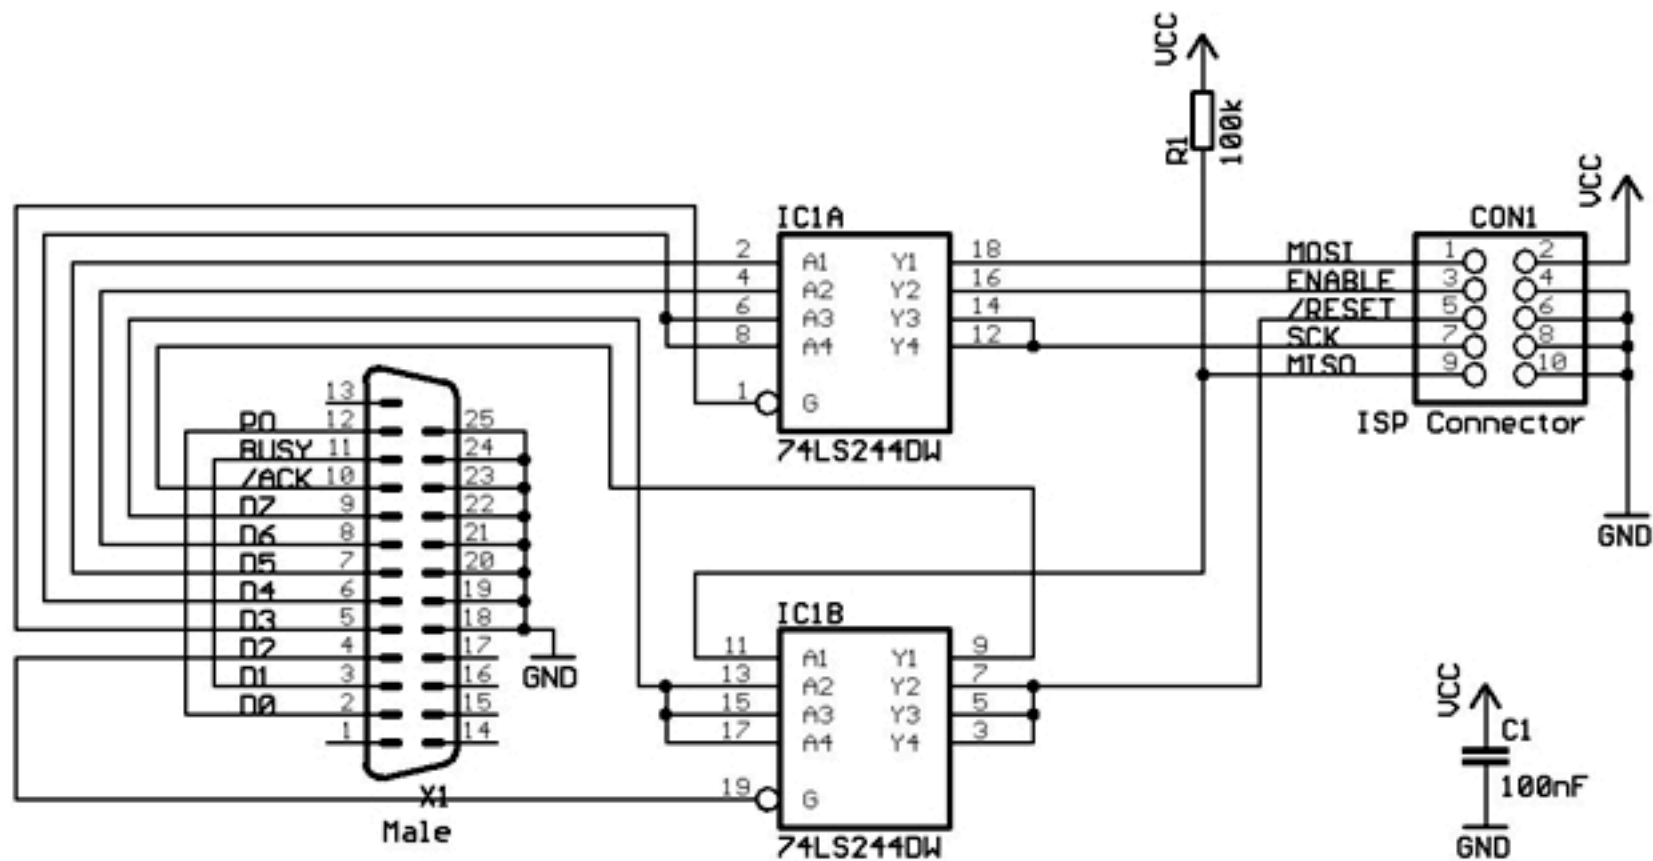 VCC
R1
100k
VCC
IC1A
CON1
2 A1 Y1 18 MOSI 1 2
4 A2 Y2 16 ENABLE 3 4
6 A3 Y3 14 /RESET 5 6
8 A4 Y4 12 SCK 7 8
MISO 9 10
1 G
74LS244DW
ISP Connector
GND
13
P0 12 25
BUSY 11 24
/ACK 10 23
D7 9 22
D6 8 21
D5 7 20
D4 6 19
D3 5 18
D2 4 17
D1 3 16
D0 2 15
1 14
GND
X1
Male
IC1B
11 A1 Y1 9
13 A2 Y2 7
15 A3 Y3 5
17 A4 Y4 3
19 G
74LS244DW
VCC
C1
100nF
GND